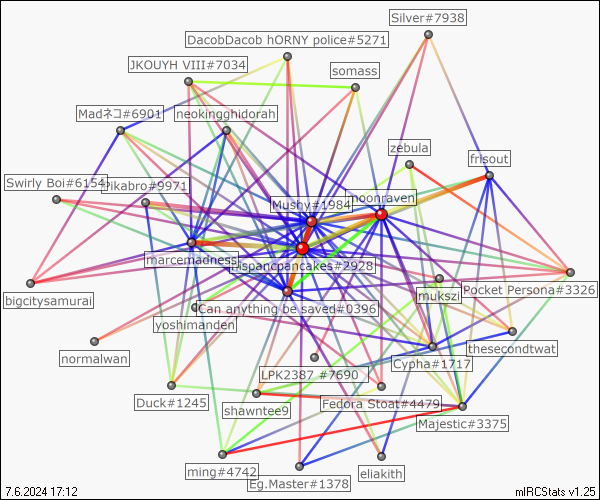 Silver#7938
DacobDacob hORNY police#5271
JKOUYH VIII#7034
somass
Madネコ#6901
neokingghidorah
zebula
frisout
Swirly Boi#6154
Pikabro#9971
Mushy#1984
moonraven
marcemadness
Hispanicpancakes#2928
Pocket Persona#3326
mukszi
bigcitysamurai
Can anything be saved#0396
yoshimanden
normalwan
thesecondtwat
Cypha#1717
LPK2387 #7690
Duck#1245
shawntee9
Fedora Stoat#4479
Majestic#3375
ming#4742
Eg.Master#1378
eliakith
7.6.2024 17:12
mIRCStats v1.25